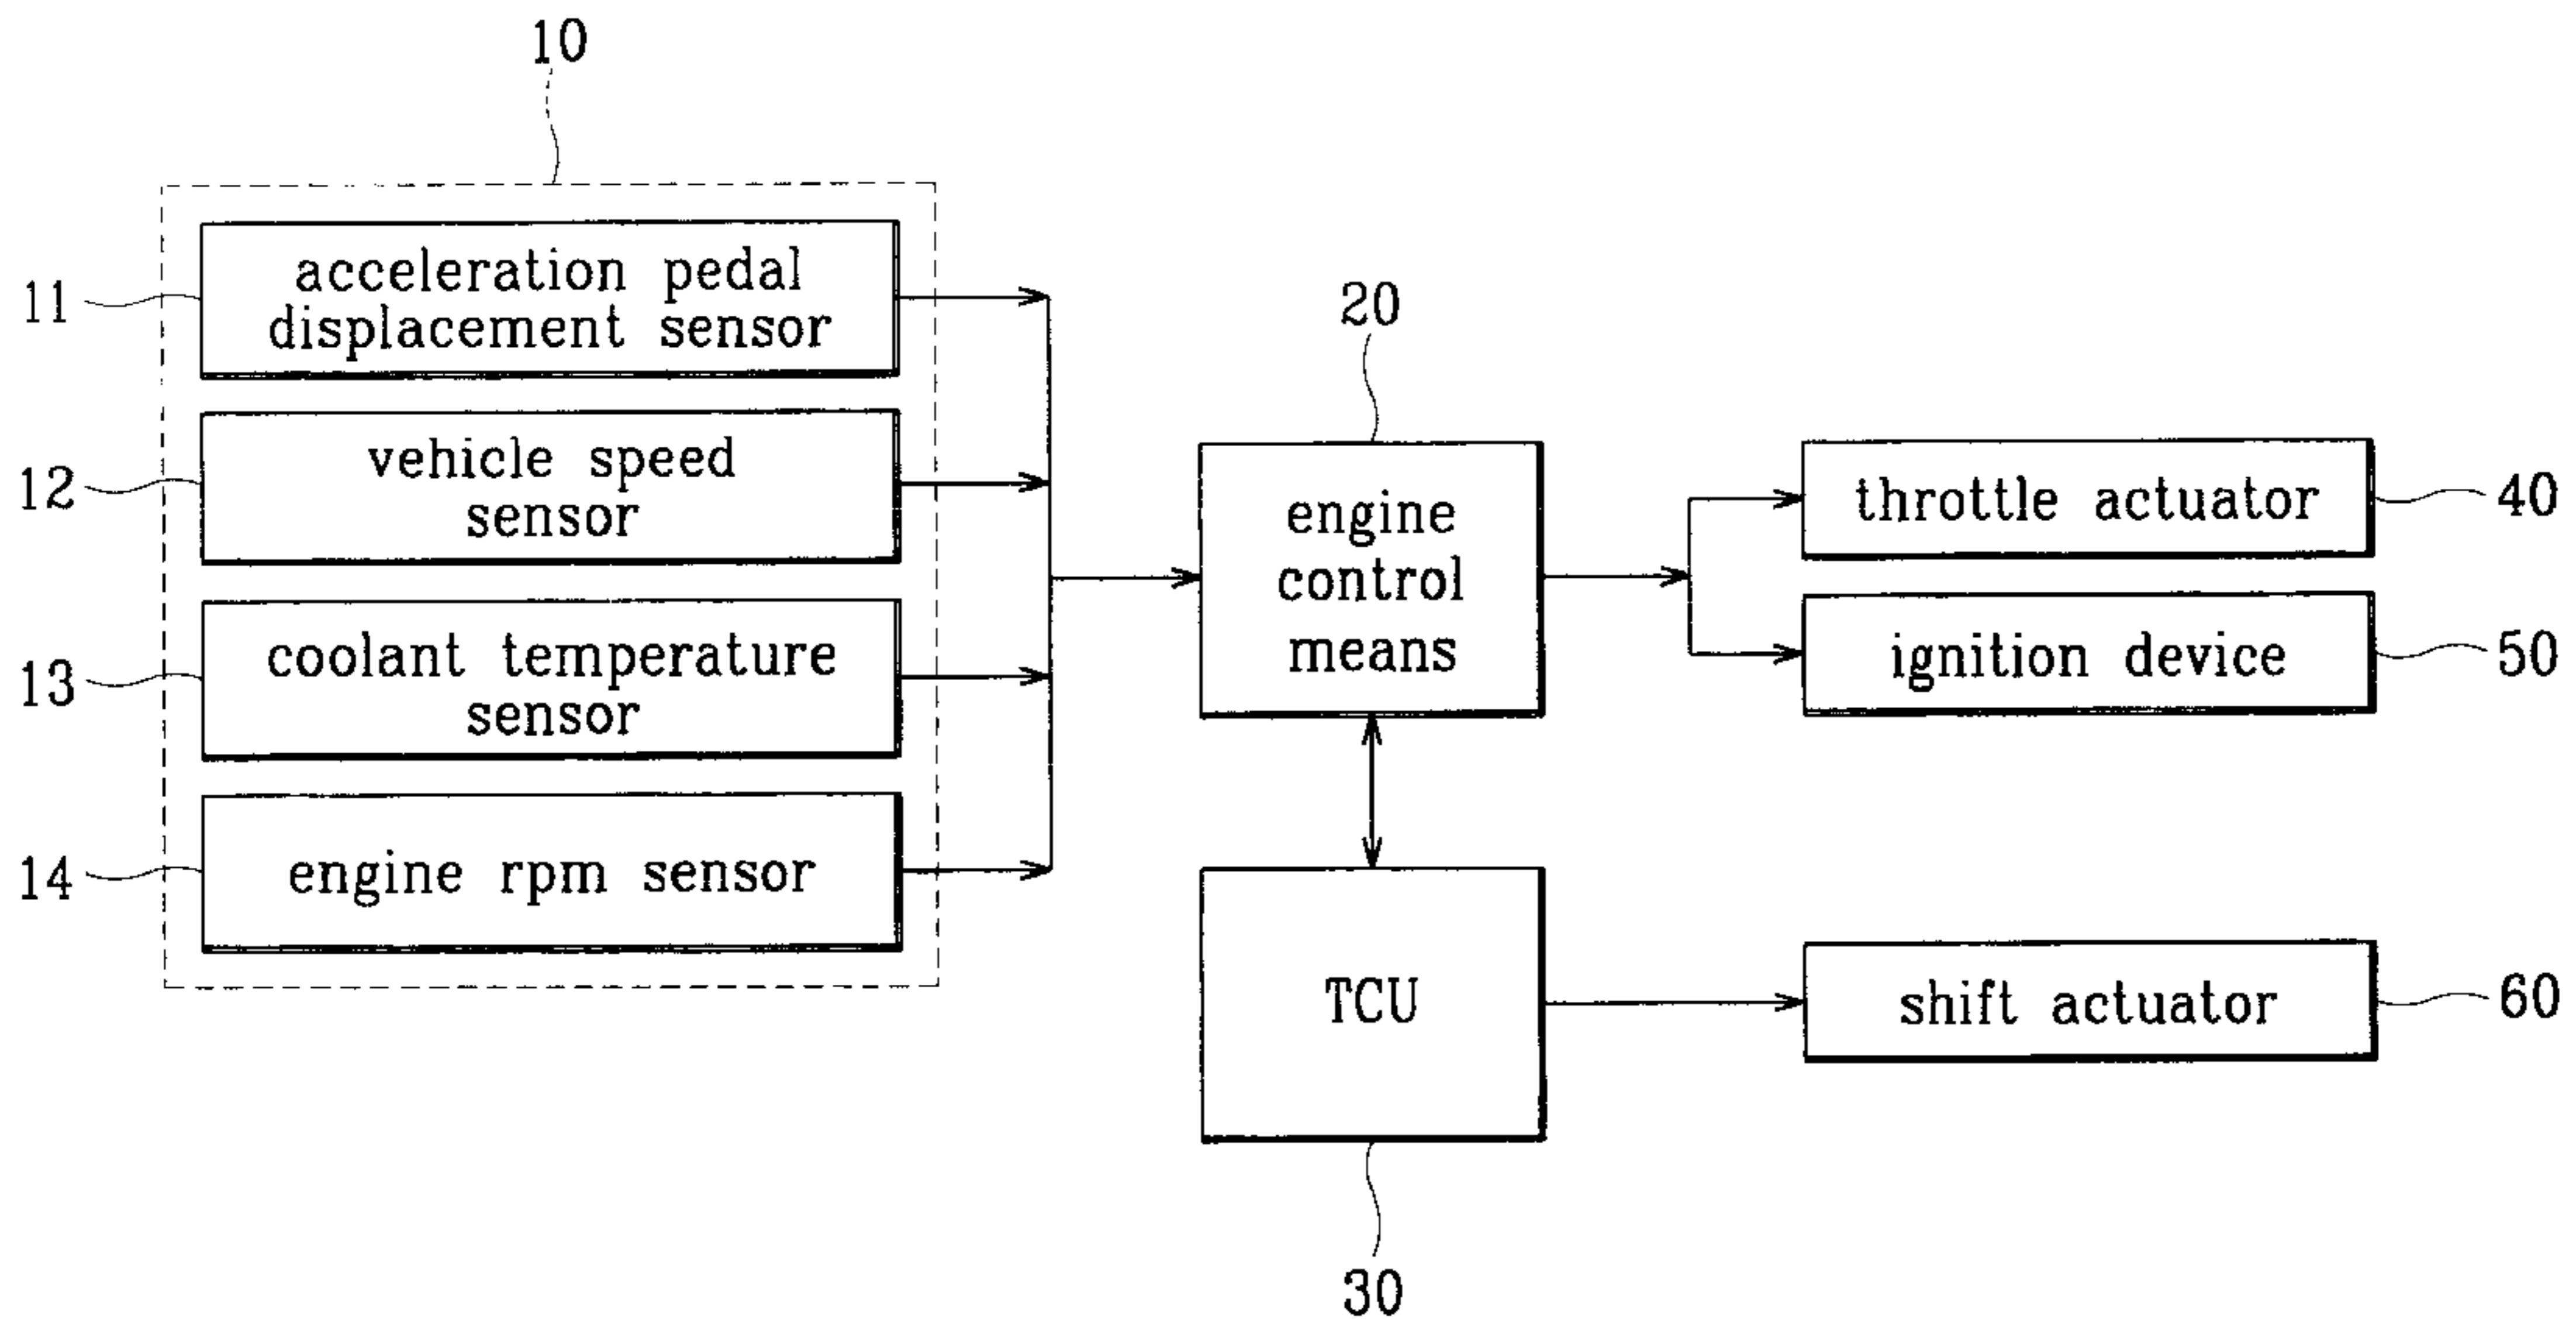 10
11
acceleration pedal
displacement sensor
12
vehicle speed
sensor
13
coolant temperature
sensor
14
engine rpm sensor
20
engine
control
means
TCU
30
throttle actuator
40
ignition device
50
shift actuator
60